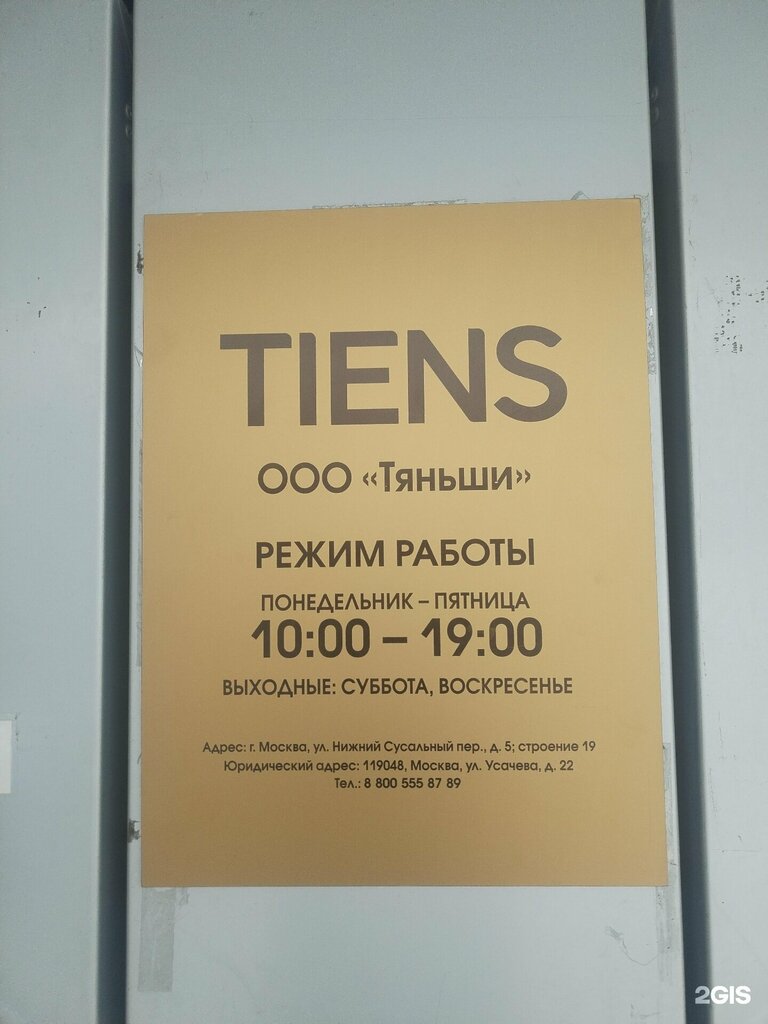 TIENS
ООО «Тяньши»
РЕЖИМ РАБОТЫ
ПОНЕДЕЛЬНИК – ПЯТНИЦА
10:00 – 19:00
ВЫХОДНЫЕ: СУББОТА, ВОСКРЕСЕНЬЕ
Адрес: г. Москва, ул. Нижний Сусальный пер., д. 5; строение 19
Юридический адрес: 119048, Москва, ул. Усачева, д. 22
Тел.: 8 800 555 87 89
2GIS